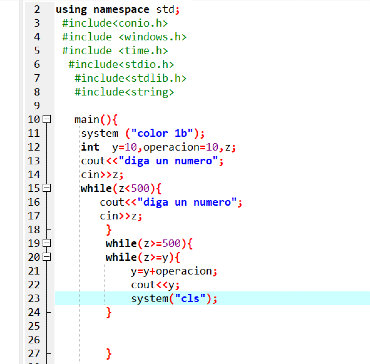 2 using namespace std;
3 #include<conio.h>
4 #include <windows.h>
5 #include <time.h>
6 #include<stdio.h>
7 #include<stdlib.h>
8 #include<string>
9
10 main(){
11 system ("color 1b");
12 int y=10,operacion=10,z;
13 cout<<"diga un numero";
14 cin>>z;
15 while(z<500){
16 cout<<"diga un numero";
17 cin>>z;
18 }
19 while(z>=500){
20 while(z>=y){
21 y=y+operacion;
22 cout<<y;
23 system("cls");
24 }
25
26
27 }